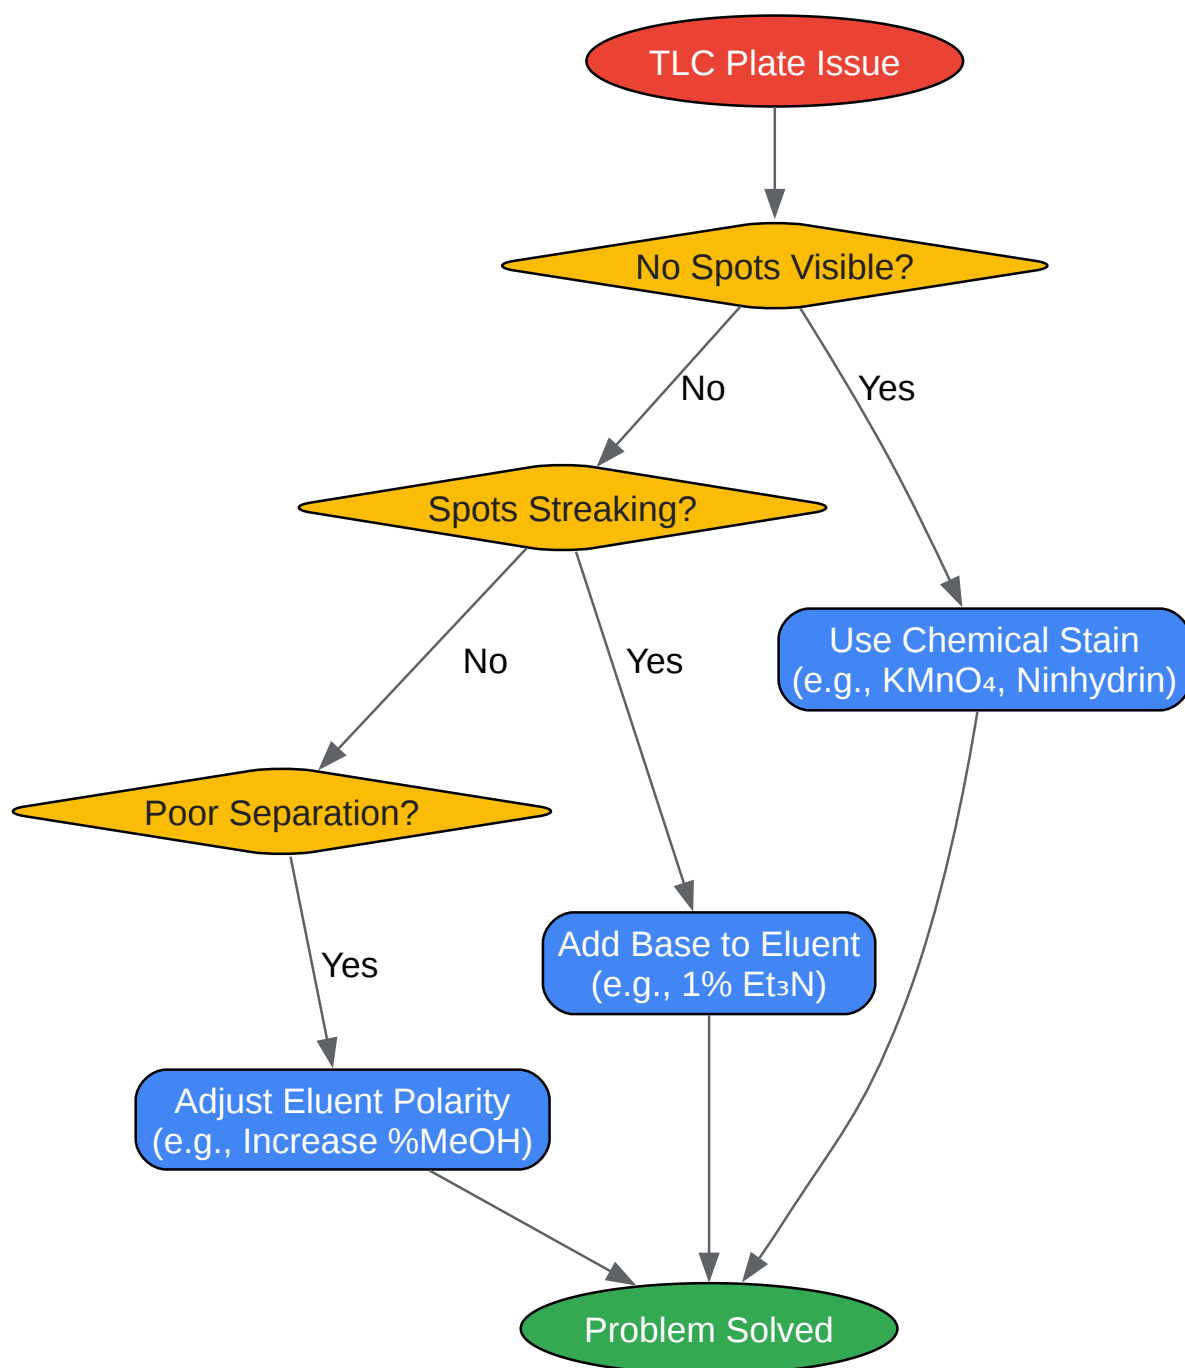 TLC Plate Issue
No Spots Visible?
No
Yes
Spots Streaking?
Use Chemical Stain
(e.g., KMnO₄, Ninhydrin)
No
Yes
Poor Separation?
Add Base to Eluent
(e.g., 1% Et₃N)
Yes
Adjust Eluent Polarity
(e.g., Increase %MeOH)
Problem Solved